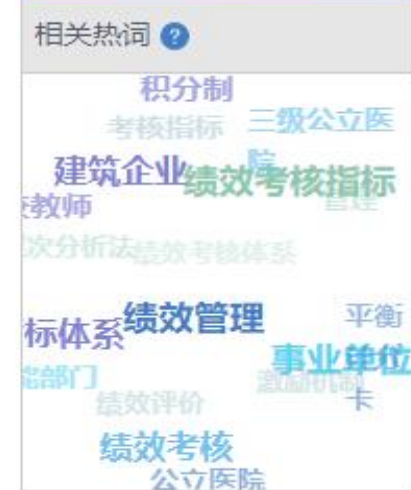 相关热词 ?
积分制
考核指标
三级公立医
院
建筑企业
绩效考核指标
管理
教师
次分析法
绩效考核体系
绩效管理
平衡
标体系
事业单位
能部门
激励机制
卡
绩效评价
绩效考核
公立医院